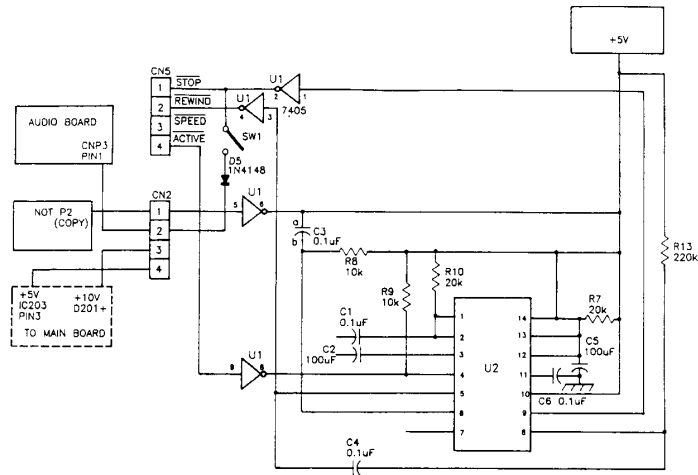 +5V
CN5
1
2
3
4
STOP
REWIND
SPEED
ACTIVE
U1
2
1
U1
4
3
7405
SW1
D5
1N4148
AUDIO BOARD
CNP3
PIN1
NOT P2
(COPY)
CN2
1
2
3
4
+5V
IC203
PIN3
+10V
D201+
TO MAIN BOARD
U1
5
6
a
b
C3
0.1uF
R8
10k
R9
10k
R10
20k
R13
220k
C1
0.1uF
C2
100uF
U1
9
8
U2
1
2
3
4
5
6
7
14
13
12
11
10
9
8
R7
20k
C5
100uF
C6 0.1uF
C4
0.1uF